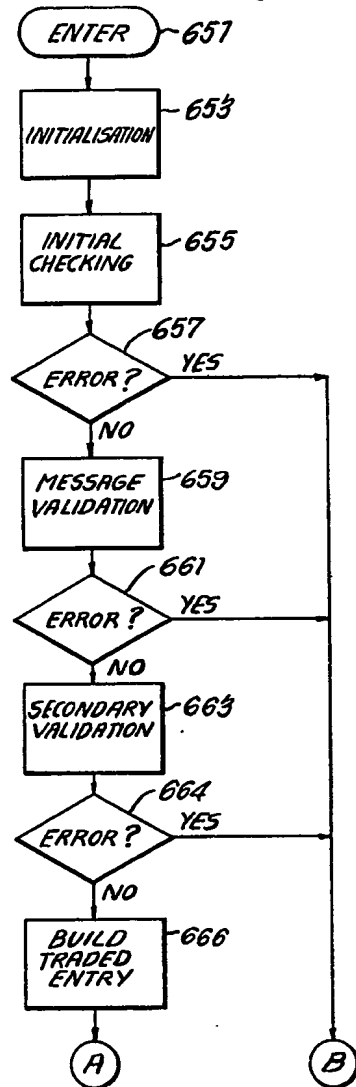 ENTER 651
INITIALISATION 653
INITIAL
CHECKING 655
657
ERROR? YES
NO
MESSAGE
VALIDATION 659
661
ERROR? YES
NO
SECONDARY
VALIDATION 663
664
ERROR? YES
NO
BUILD
TRADED
ENTRY 666
A B